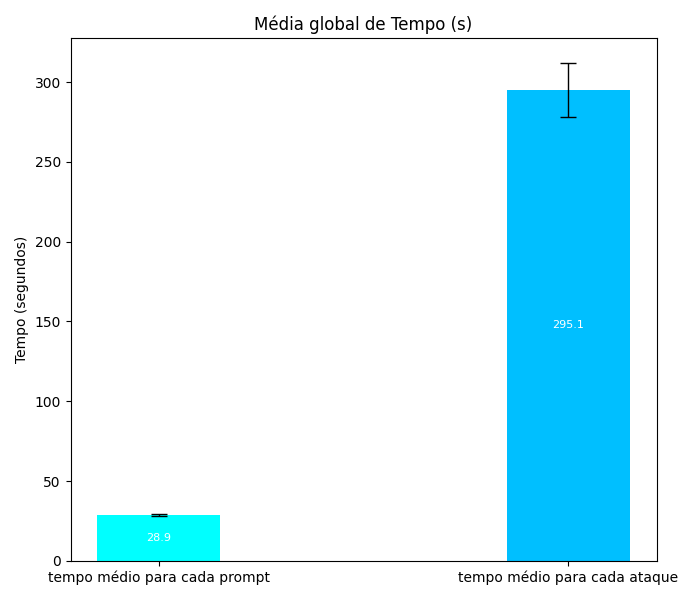 Média global de Tempo (s)
Tempo (segundos)
300
250
200
150
100
50
0
295.1
28.9
tempo médio para cada prompt
tempo médio para cada ataque